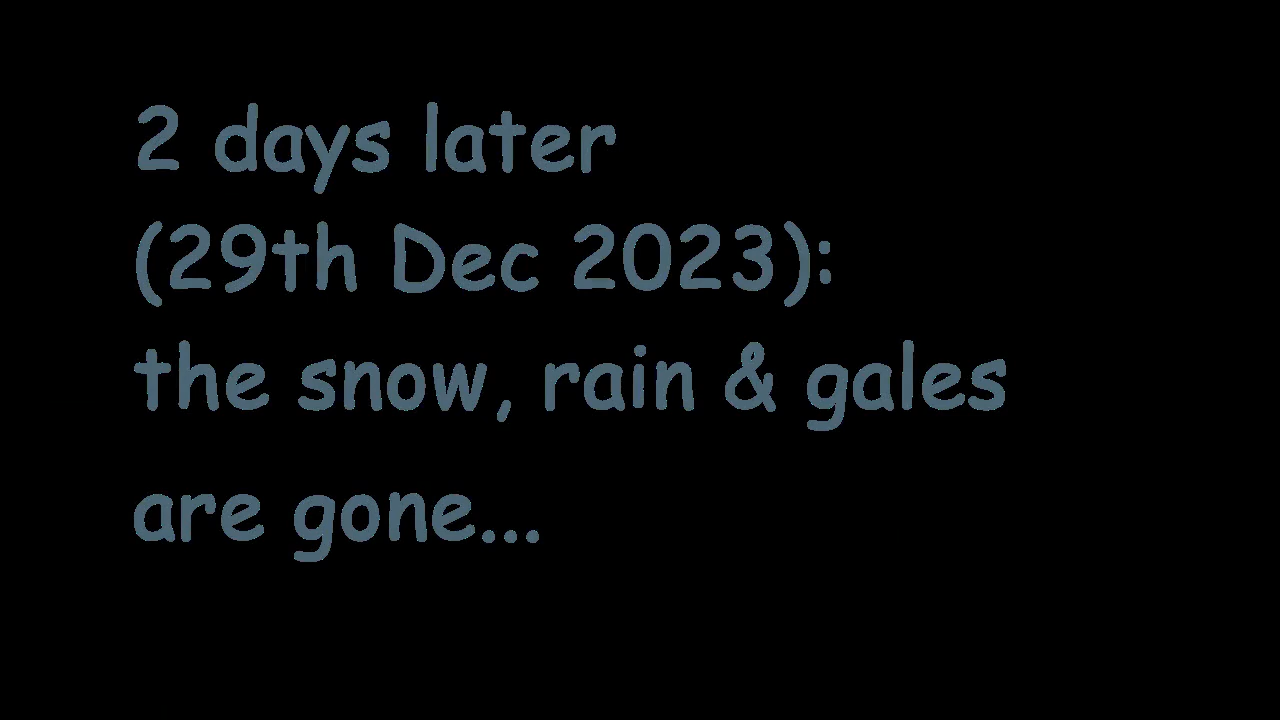 2 days later
(29th Dec 2023):
the snow, rain & gales
are gone...